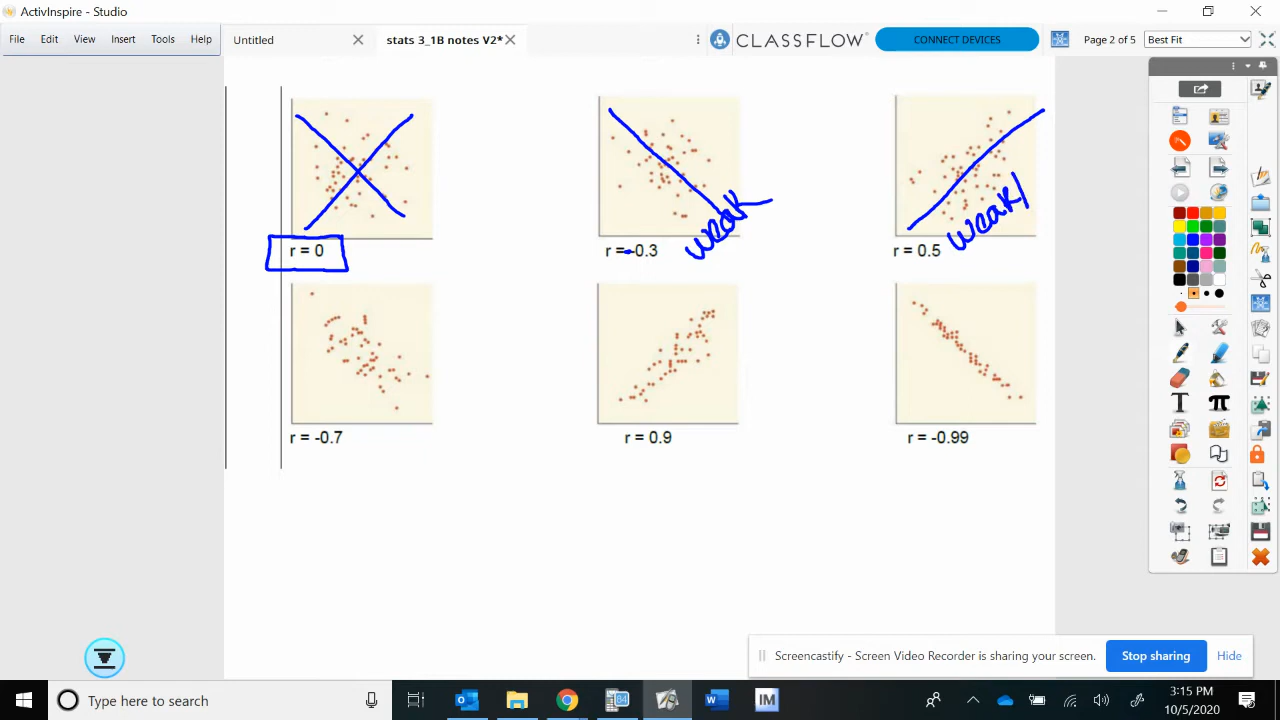 ActivInspire - Studio
File Edit View Insert Tools Help
Untitled
stats 3_1B notes V2*
CLASSFLOW
CONNECT DEVICES
Page 2 of 5
Best Fit
r = 0
r = -0.3
weak
r = 0.5
weak/
r = -0.7
r = 0.9
r = -0.99
Screencastify - Screen Video Recorder is sharing your screen.
Stop sharing
Hide
Type here to search
IM
3:15 PM
10/5/2020